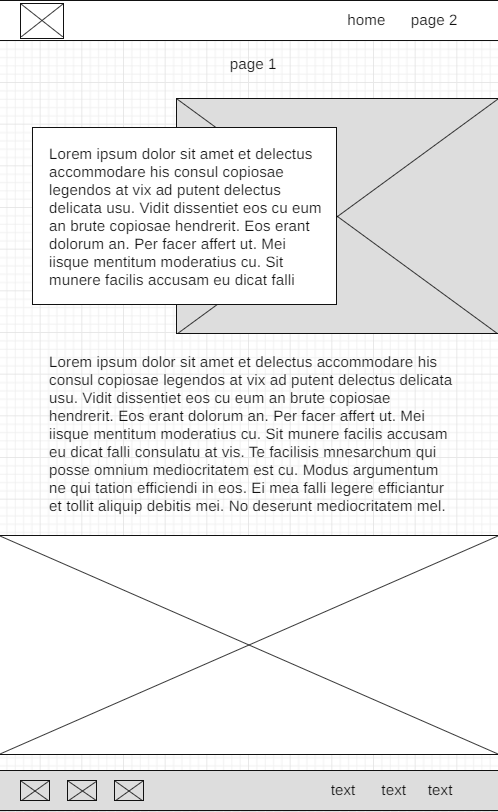 home page 2
page 1
Lorem ipsum dolor sit amet et delectus
accommodare his consul copiosae
legendos at vix ad putent delectus
delicata usu. Vidit dissentiet eos cu eum
an brute copiosae hendrerit. Eos erant
dolorum an. Per facer affert ut. Mei
iisque mentitum moderatius cu. Sit
munere facilis accusam eu dicat falli
Lorem ipsum dolor sit amet et delectus accommodare his
consul copiosae legendos at vix ad putent delectus delicata
usu. Vidit dissentiet eos cu eum an brute copiosae
hendrerit. Eos erant dolorum an. Per facer affert ut. Mei
iisque mentitum moderatius cu. Sit munere facilis accusam
eu dicat falli consulatu at vis. Te facilisis mnesarchum qui
posse omnium mediocritatem est cu. Modus argumentum
ne qui tation efficiendi in eos. Ei mea falli legere efficiantur
et tollit aliquip debitis mei. No deserunt mediocritatem mel.
text text text